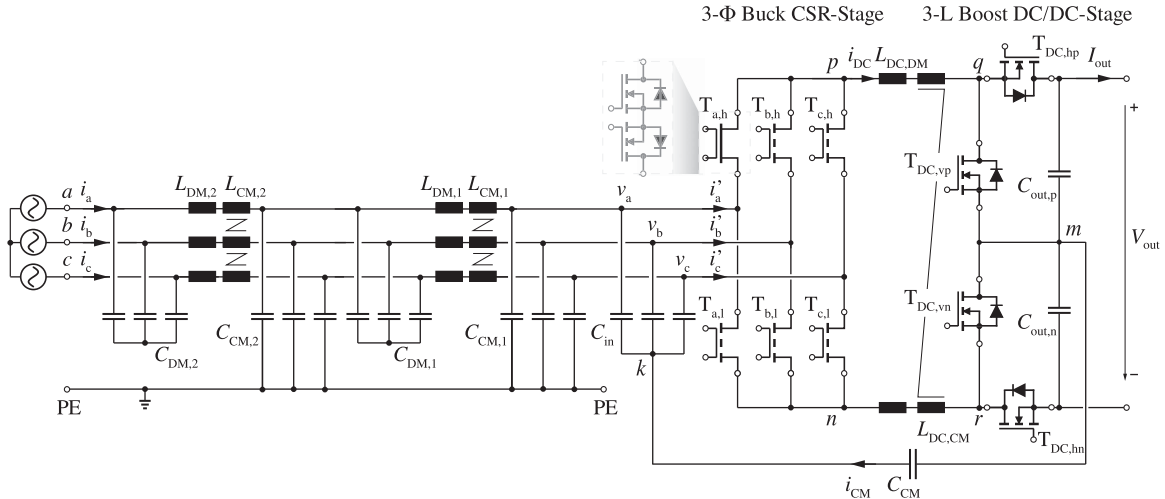 3-Φ Buck CSR-Stage 3-L Boost DC/DC-Stage
p i_DC L_DC,DM q T_DC,hp I_out
T_a,h T_b,h T_c,h
+
T_DC,vp C_out,p
L_DM,2 L_CM,2 L_DM,1 L_CM,1 v_a i'_a
a i_a
b i_b v_b i'_b m V_out
c i_c v_c i'_c
T_a,l T_b,l T_c,l T_DC,vn
C_DM,2 C_CM,2 C_DM,1 C_CM,1 C_in C_out,n
k
−
PE PE n r
L_DC,CM T_DC,hn
i_CM C_CM